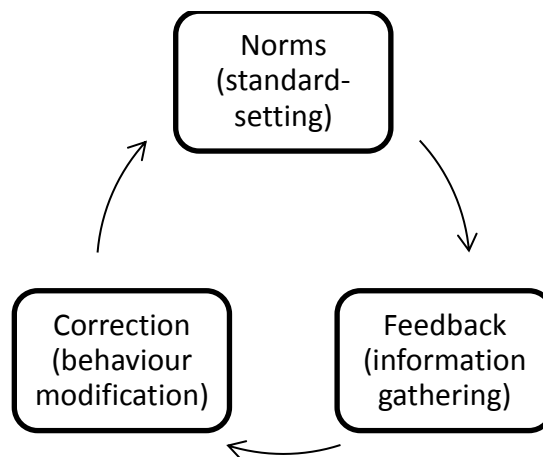 Norms
(standard-
setting)
Feedback
(information
gathering)
Correction
(behaviour
modification)